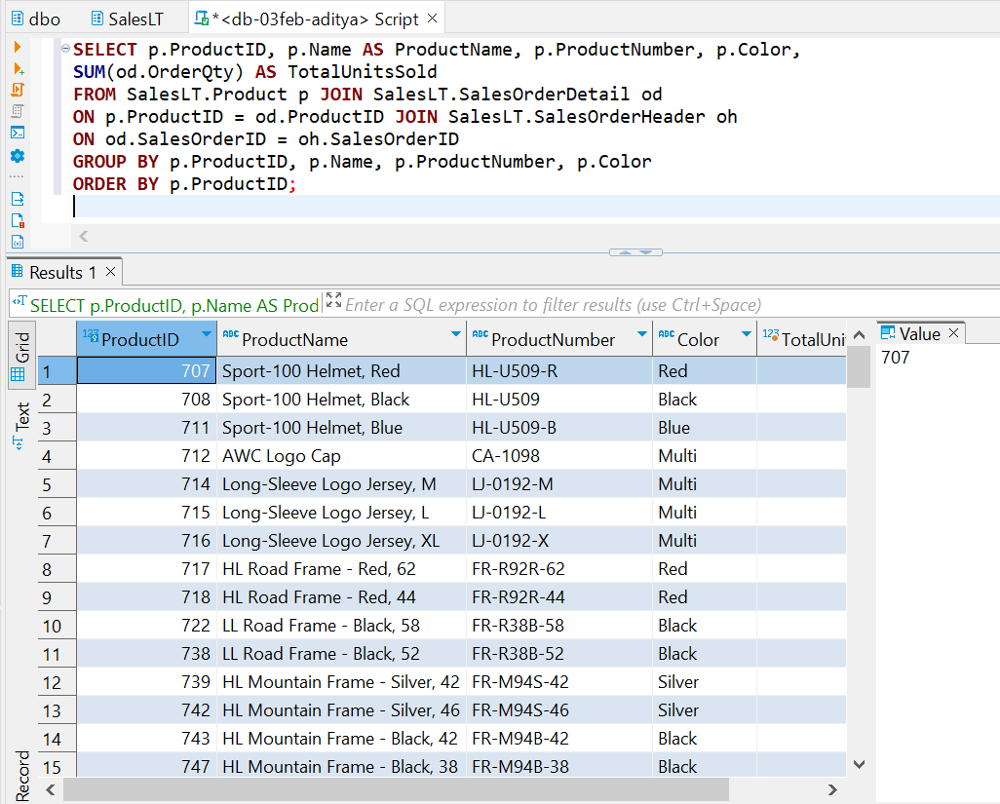 dbo SalesLT *<db-03feb-aditya> Script
SELECT p.ProductID, p.Name AS ProductName, p.ProductNumber, p.Color,
SUM(od.OrderQty) AS TotalUnitsSold
FROM SalesLT.Product p JOIN SalesLT.SalesOrderDetail od
ON p.ProductID = od.ProductID JOIN SalesLT.SalesOrderHeader oh
ON od.SalesOrderID = oh.SalesOrderID
GROUP BY p.ProductID, p.Name, p.ProductNumber, p.Color
ORDER BY p.ProductID;
Results 1
SELECT p.ProductID, p.Name AS Prod Enter a SQL expression to filter results (use Ctrl+Space)
Grid
Text
Record
123 ProductID ABC ProductName ABC ProductNumber ABC Color 123 TotalUni
1 707 Sport-100 Helmet, Red HL-U509-R Red
2 708 Sport-100 Helmet, Black HL-U509 Black
3 711 Sport-100 Helmet, Blue HL-U509-B Blue
4 712 AWC Logo Cap CA-1098 Multi
5 714 Long-Sleeve Logo Jersey, M LJ-0192-M Multi
6 715 Long-Sleeve Logo Jersey, L LJ-0192-L Multi
7 716 Long-Sleeve Logo Jersey, XL LJ-0192-X Multi
8 717 HL Road Frame - Red, 62 FR-R92R-62 Red
9 718 HL Road Frame - Red, 44 FR-R92R-44 Red
10 722 LL Road Frame - Black, 58 FR-R38B-58 Black
11 738 LL Road Frame - Black, 52 FR-R38B-52 Black
12 739 HL Mountain Frame - Silver, 42 FR-M94S-42 Silver
13 742 HL Mountain Frame - Silver, 46 FR-M94S-46 Silver
14 743 HL Mountain Frame - Black, 42 FR-M94B-42 Black
15 747 HL Mountain Frame - Black, 38 FR-M94B-38 Black
Value
707